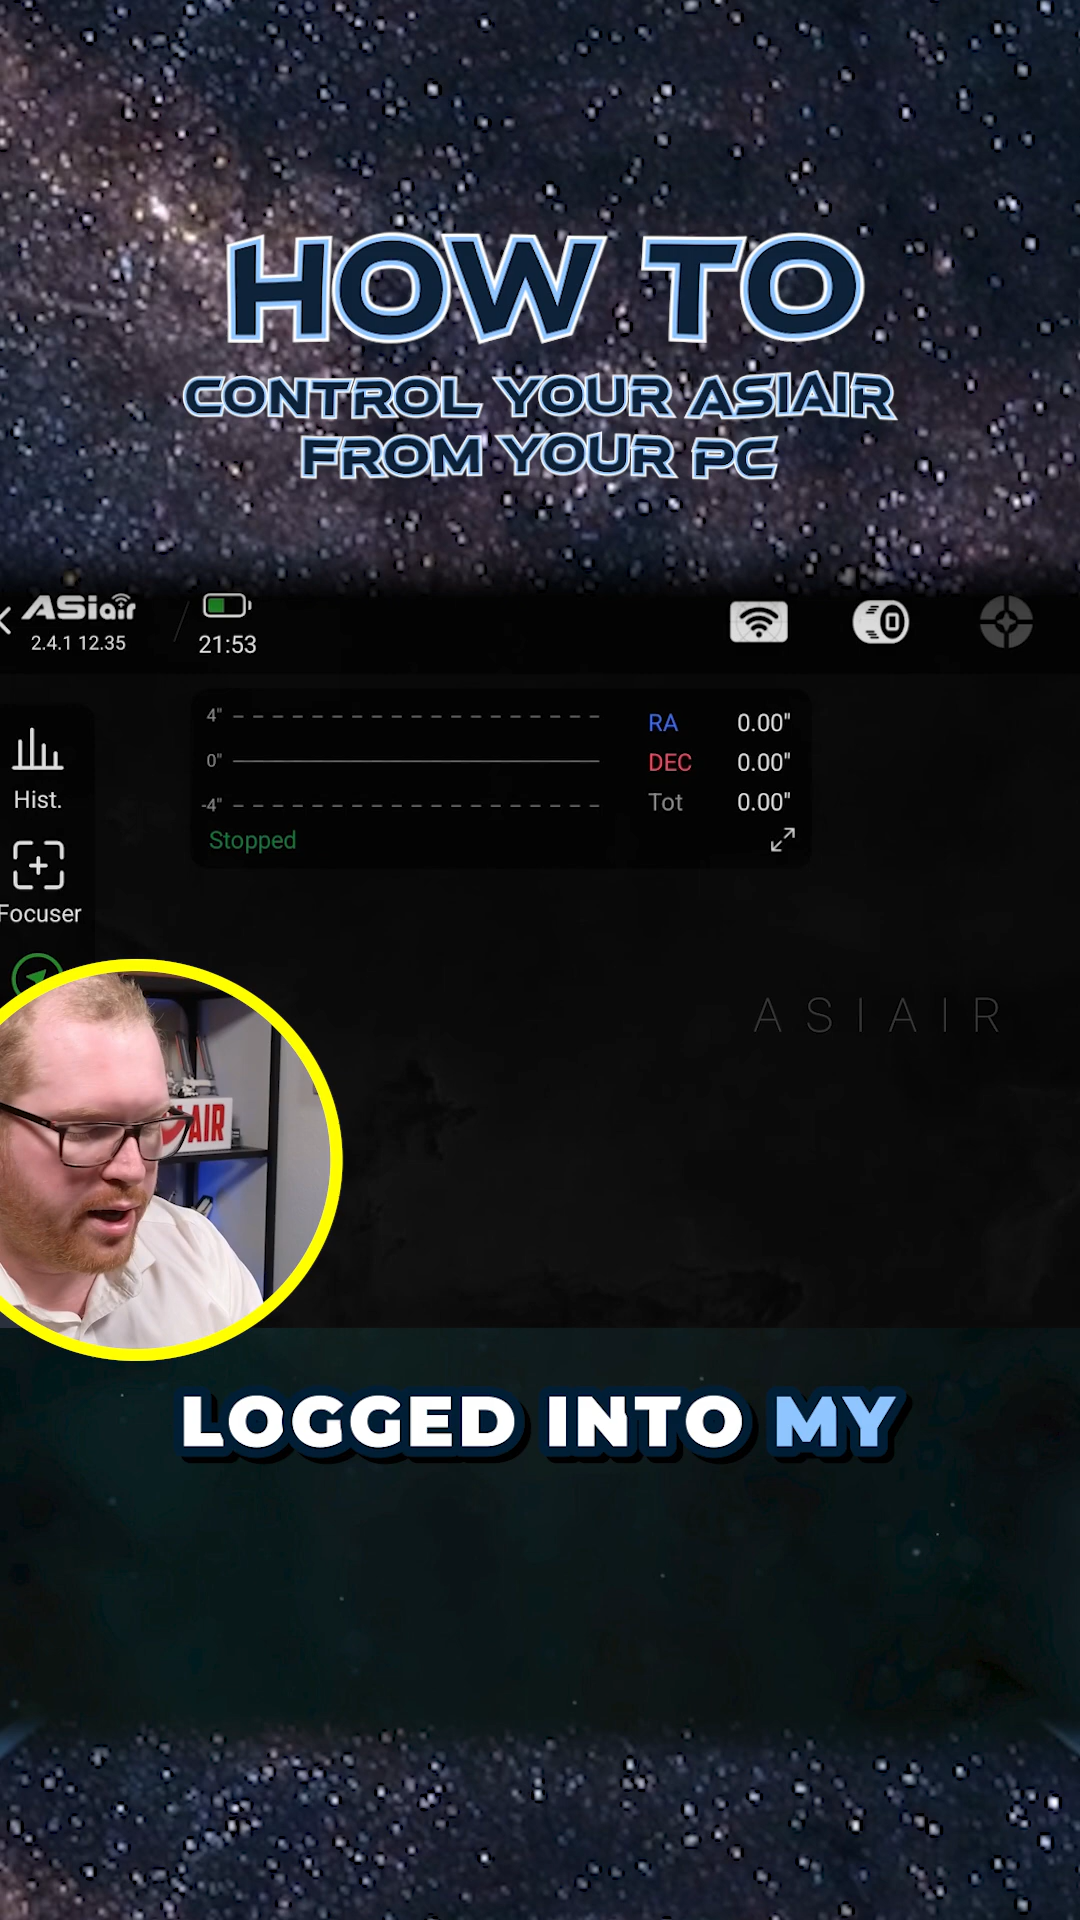 HOW TO
CONTROL YOUR ASIAIR
FROM YOUR PC
ASIair
2.4.1 12.35
21:53
4"
0"
-4"
Stopped
RA 0.00"
DEC 0.00"
Tot 0.00"
Hist.
Focuser
ASIAIR
AIR
LOGGED INTO MY